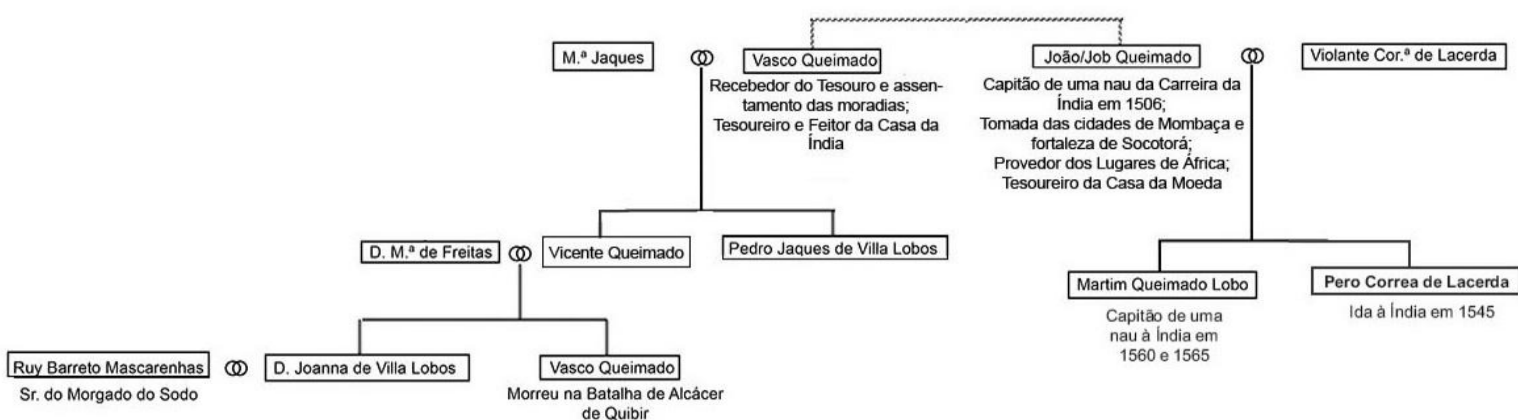 M.ª Jaques
Vasco Queimado
João/Job Queimado
Violante Cor.ª de Lacerda
Recebedor do Tesouro e assen-
tamento das moradias;
Tesoureiro e Feitor da Casa da
Índia
Capitão de uma nau da Carreira da
Índia em 1506;
Tomada das cidades de Mombaça e
fortaleza de Socotorá;
Provedor dos Lugares de África;
Tesoureiro da Casa da Moeda
D. M.ª de Freitas
Vicente Queimado
Pedro Jaques de Villa Lobos
Martim Queimado Lobo
Pero Correa de Lacerda
Capitão de uma
nau à Índia em
1560 e 1565
Ida à Índia em 1545
Ruy Barreto Mascarenhas
D. Joanna de Villa Lobos
Vasco Queimado
Sr. do Morgado do Sodo
Morreu na Batalha de Alcácer
de Quibir